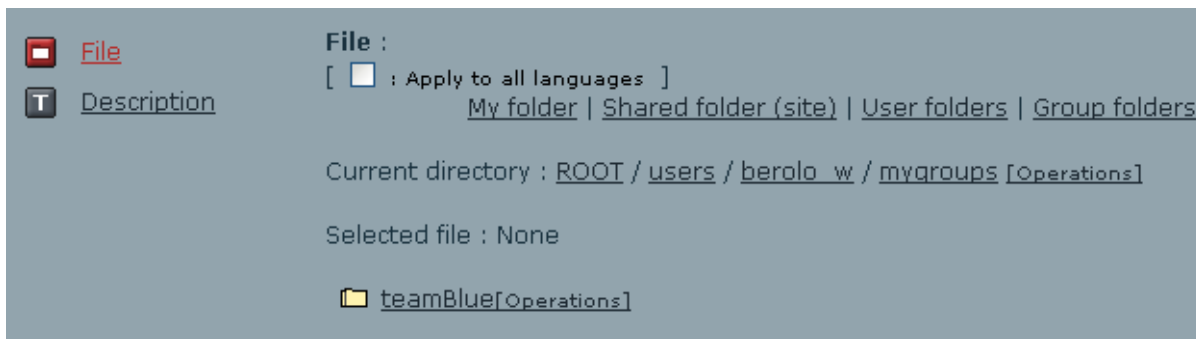 File
T Description
File :
[ : Apply to all languages ]
My folder | Shared folder (site) | User folders | Group folders
Current directory : ROOT / users / berolo_w / mygroups [Operations]
Selected file : None
teamBlue[Operations]